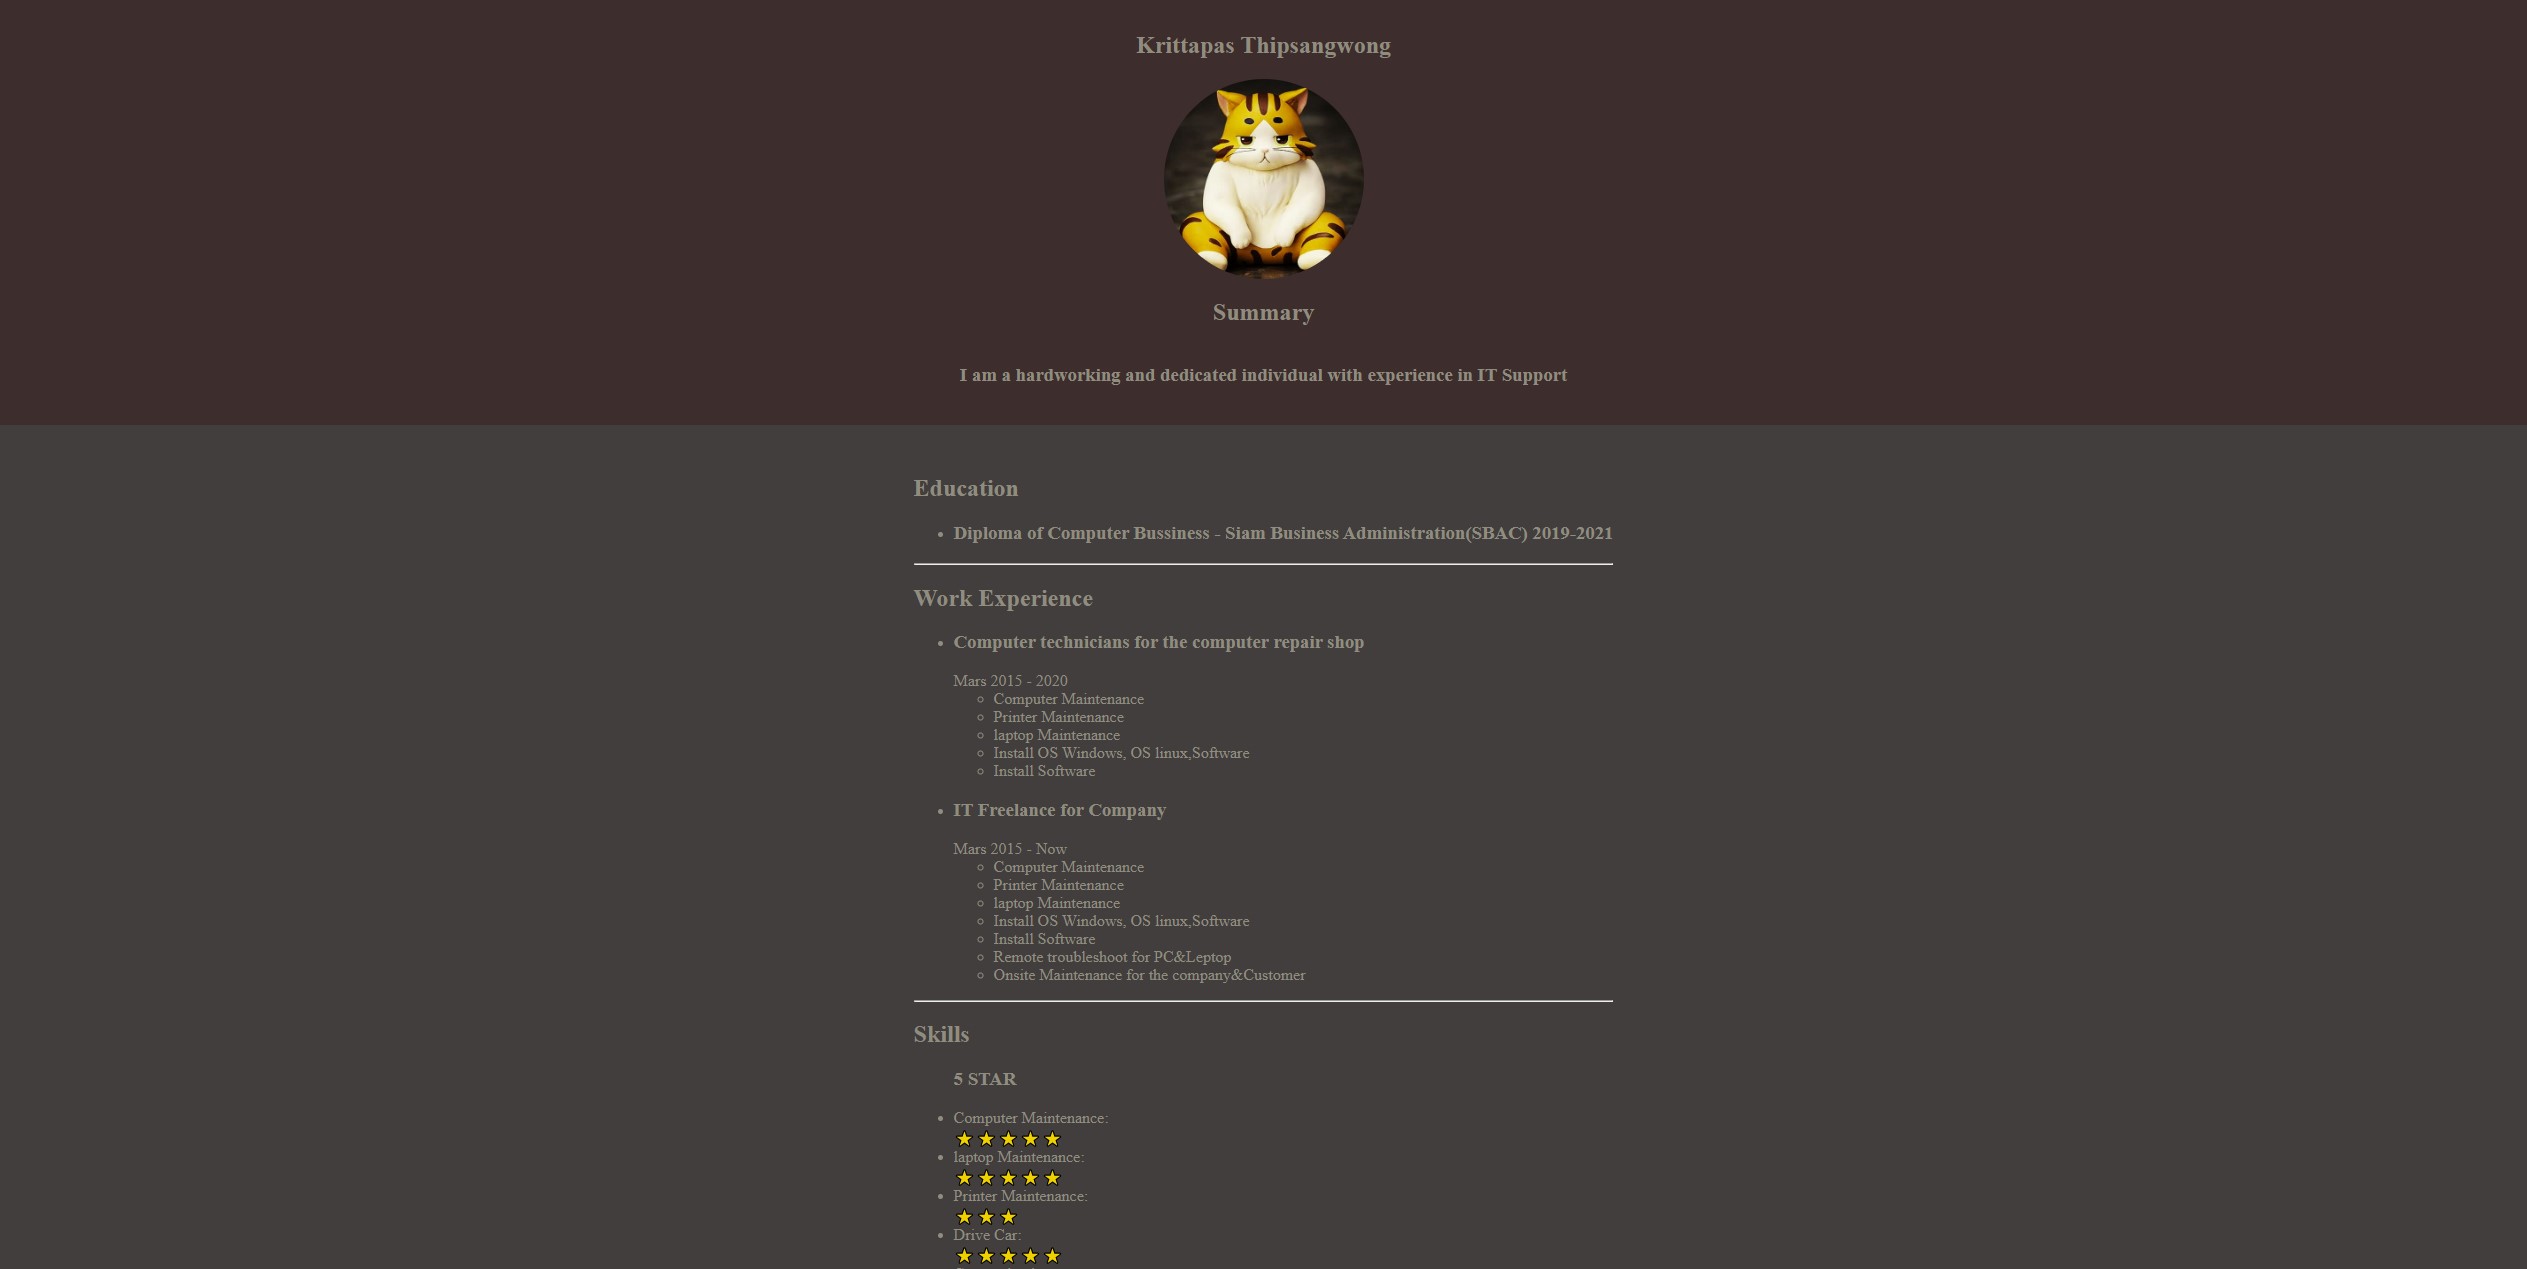 Krittapas Thipsangwong
Summary
I am a hardworking and dedicated individual with experience in IT Support
Education
Diploma of Computer Bussiness - Siam Business Administration(SBAC) 2019-2021
Work Experience
Computer technicians for the computer repair shop
Mars 2015 - 2020
Computer Maintenance
Printer Maintenance
laptop Maintenance
Install OS Windows, OS linux,Software
Install Software
IT Freelance for Company
Mars 2015 - Now
Computer Maintenance
Printer Maintenance
laptop Maintenance
Install OS Windows, OS linux,Software
Install Software
Remote troubleshoot for PC&Leptop
Onsite Maintenance for the company&Customer
Skills
5 STAR
Computer Maintenance:
laptop Maintenance:
Printer Maintenance:
Drive Car: